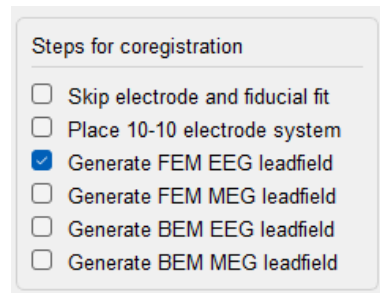 Steps for coregistration
Skip electrode and fiducial fit
Place 10-10 electrode system
Generate FEM EEG leadfield
Generate FEM MEG leadfield
Generate BEM EEG leadfield
Generate BEM MEG leadfield